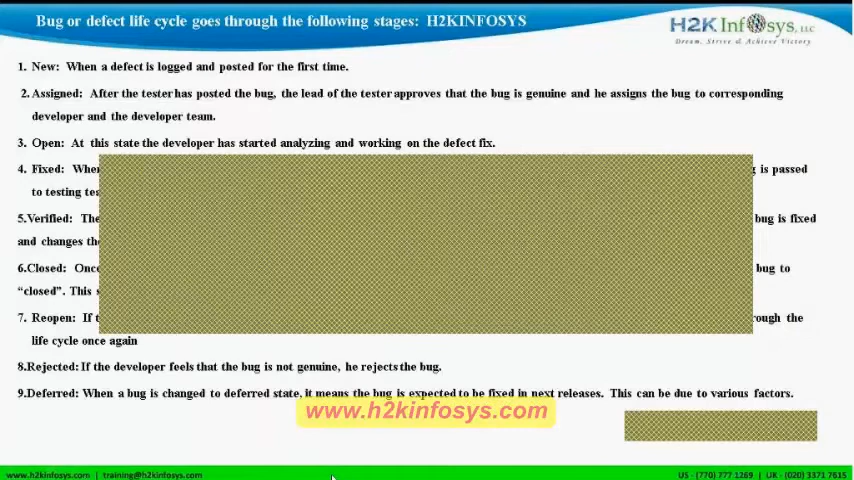 Bug or defect life cycle goes through the following stages: H2KINFOSYS
H2K Infosys, LLC
Dream, Strive & Achieve Victory
1. New: When a defect is logged and posted for the first time.
2. Assigned: After the tester has posted the bug, the lead of the tester approves that the bug is genuine and he assigns the bug to corresponding
developer and the developer team.
3. Open: At this state the developer has started analyzing and working on the defect fix.
4. Fixed: When is passed
to testing
5.Verified: The bug is fixed
and changes
6.Closed: Once bug to
“closed”. This
7. Reopen: If the
life cycle once again
8.Rejected: If the developer feels that the bug is not genuine, he rejects the bug.
9.Deferred: When a bug is changed to deferred state, it means the bug is expected to be fixed in next releases. This can be due to various factors.
www.h2kinfosys.com
www.h2kinfosys.com | training@h2kinfosys.com
US - (770) 777 1269 | UK - (020) 3371 7615